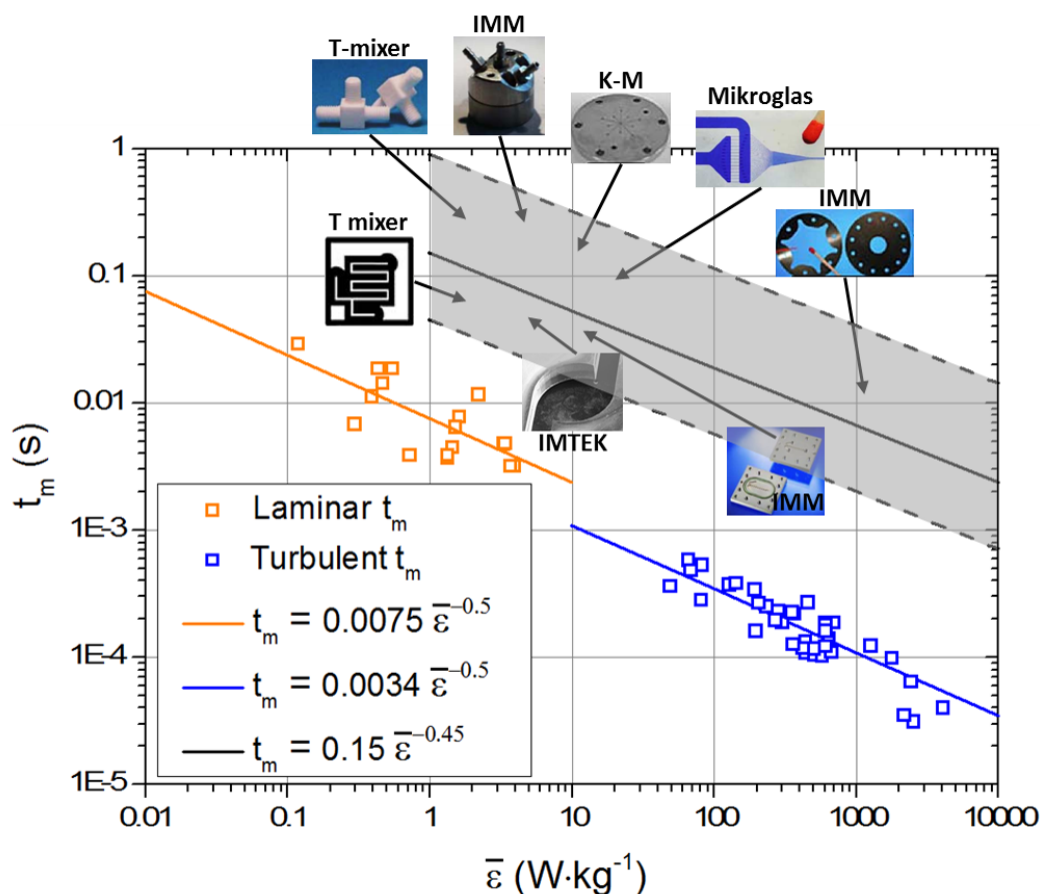 T-mixer
IMM
K-M
Mikroglas
IMM
T mixer
IMTEK
IMM
1
0.1
0.01
1E-3
1E-4
1E-5
t_m (s)
Laminar t_m
Turbulent t_m
t_m = 0.0075 ε̅^−0.5
t_m = 0.0034 ε̅^−0.5
t_m = 0.15 ε̅^−0.45
0.01 0.1 1 10 100 1000 10000
ε̅ (W·kg⁻¹)